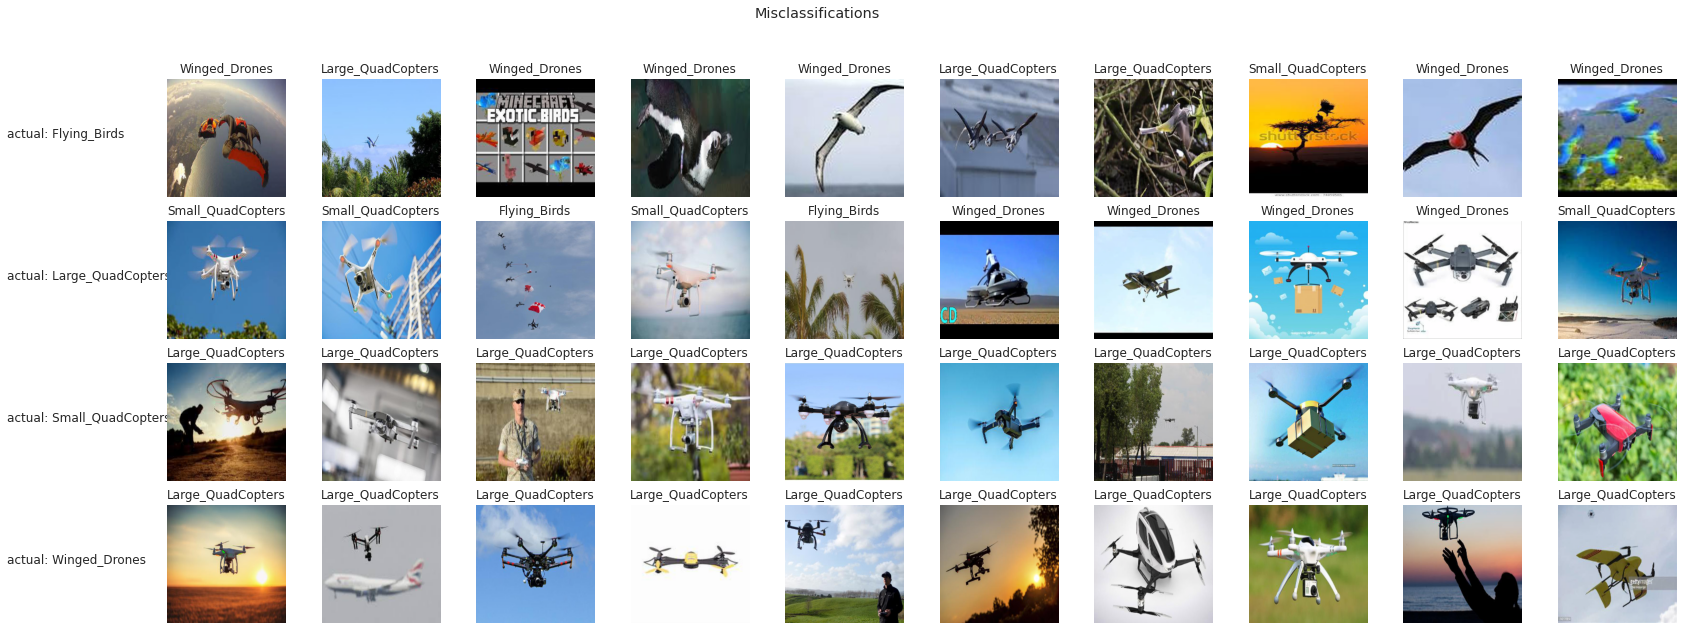 Misclassifications
Winged_Drones Large_QuadCopters Winged_Drones Winged_Drones Winged_Drones Large_QuadCopters Large_QuadCopters Small_QuadCopters Winged_Drones Winged_Drones
actual: Flying_Birds
MINECRAFT
EXOTIC BIRDS
shutterstock
Small_QuadCopters Small_QuadCopters Flying_Birds Small_QuadCopters Flying_Birds Winged_Drones Winged_Drones Winged_Drones Winged_Drones Small_QuadCopters
actual: Large_QuadCopters
CD
Large_QuadCopters Large_QuadCopters Large_QuadCopters Large_QuadCopters Large_QuadCopters Large_QuadCopters Large_QuadCopters Large_QuadCopters Large_QuadCopters Large_QuadCopters
actual: Small_QuadCopters
Large_QuadCopters Large_QuadCopters Large_QuadCopters Large_QuadCopters Large_QuadCopters Large_QuadCopters Large_QuadCopters Large_QuadCopters Large_QuadCopters Large_QuadCopters
actual: Winged_Drones